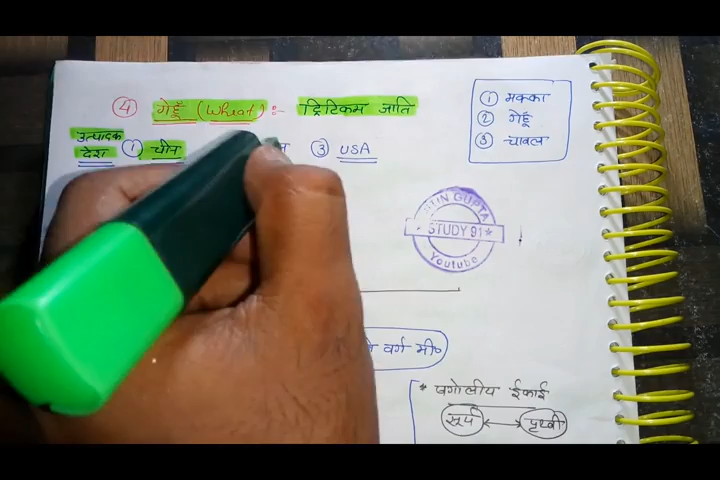 ④ गेहूँ (Wheat) :- ट्रिटिकम जाति
① मक्का
② गेहूँ
③ चावल
उत्पादक
देश ① चीन ③ USA
STUDY 91*
Youtube
वर्ग मी०
* खगोलीय ईकाई
सूर्य ↔ पृथ्वी